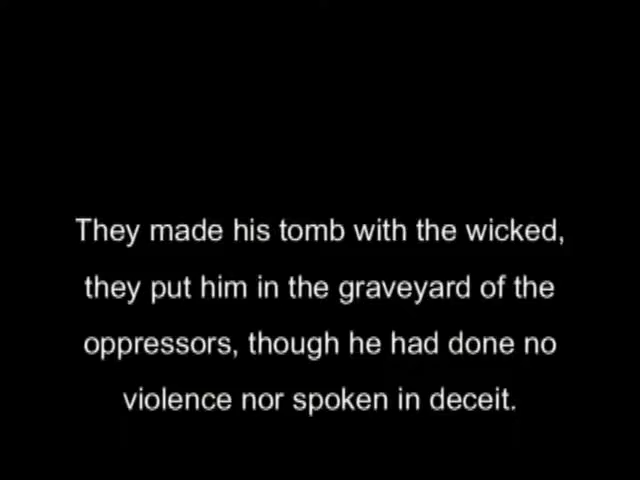 They made his tomb with the wicked,
they put him in the graveyard of the
oppressors, though he had done no
violence nor spoken in deceit.